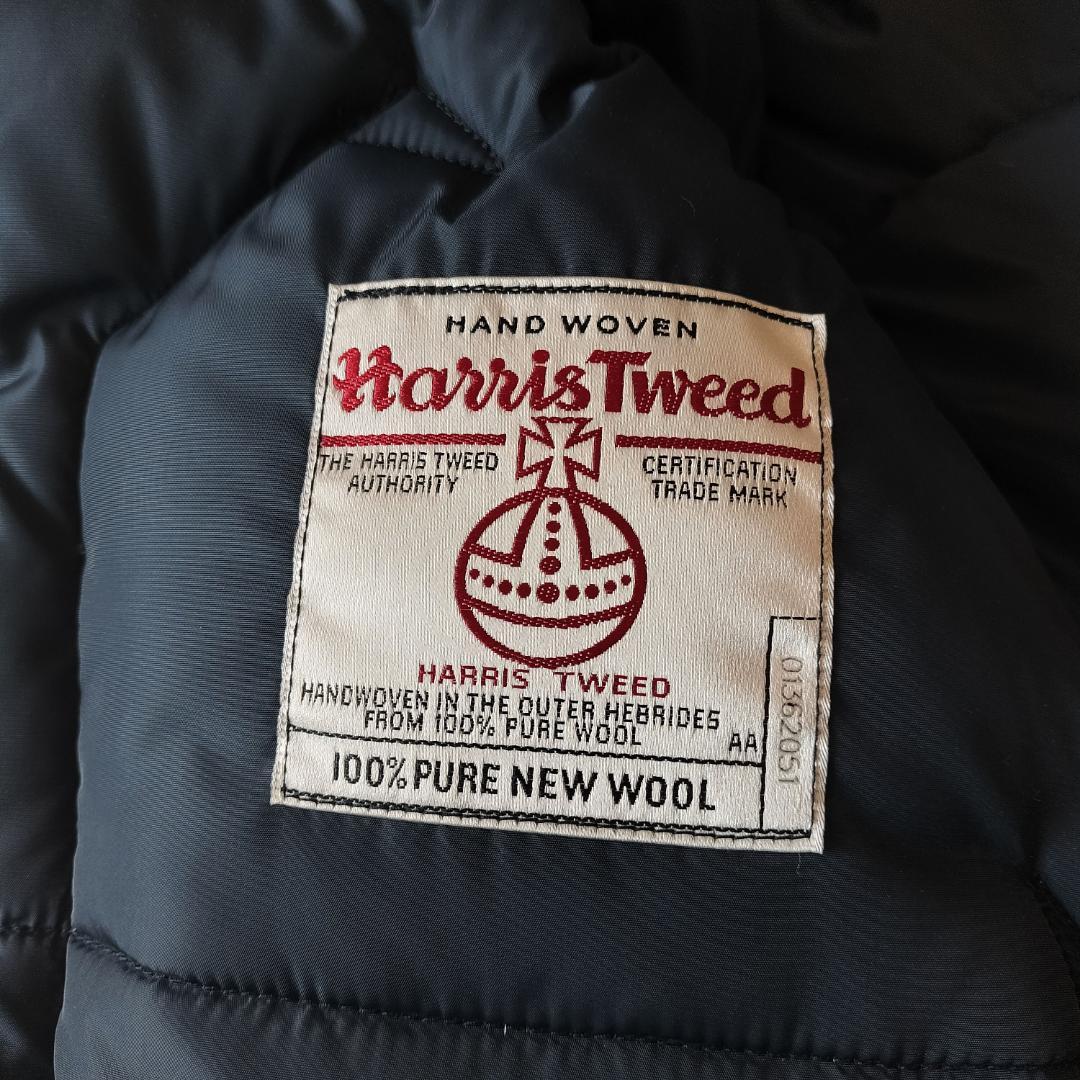 HAND WOVEN
Harris Tweed
THE HARRIS TWEED
AUTHORITY
CERTIFICATION
TRADE MARK
HARRIS TWEED
HANDWOVEN IN THE OUTER HEBRIDES
FROM 100% PURE WOOL
AA
100% PURE NEW WOOL
01362051